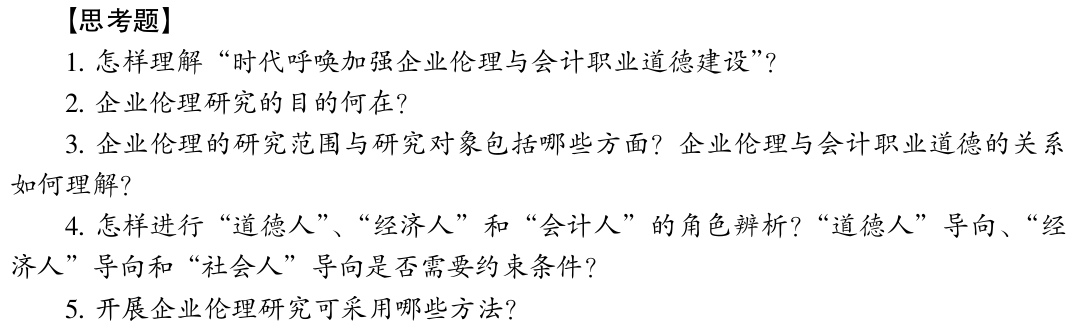 【思考题】
1. 怎样理解“时代呼唤加强企业伦理与会计职业道德建设”?
2. 企业伦理研究的目的何在?
3. 企业伦理的研究范围与研究对象包括哪些方面? 企业伦理与会计职业道德的关系
如何理解?
4. 怎样进行“道德人”、“经济人”和“会计人”的角色辨析?“道德人”导向、“经
济人”导向和“社会人”导向是否需要约束条件?
5. 开展企业伦理研究可采用哪些方法?